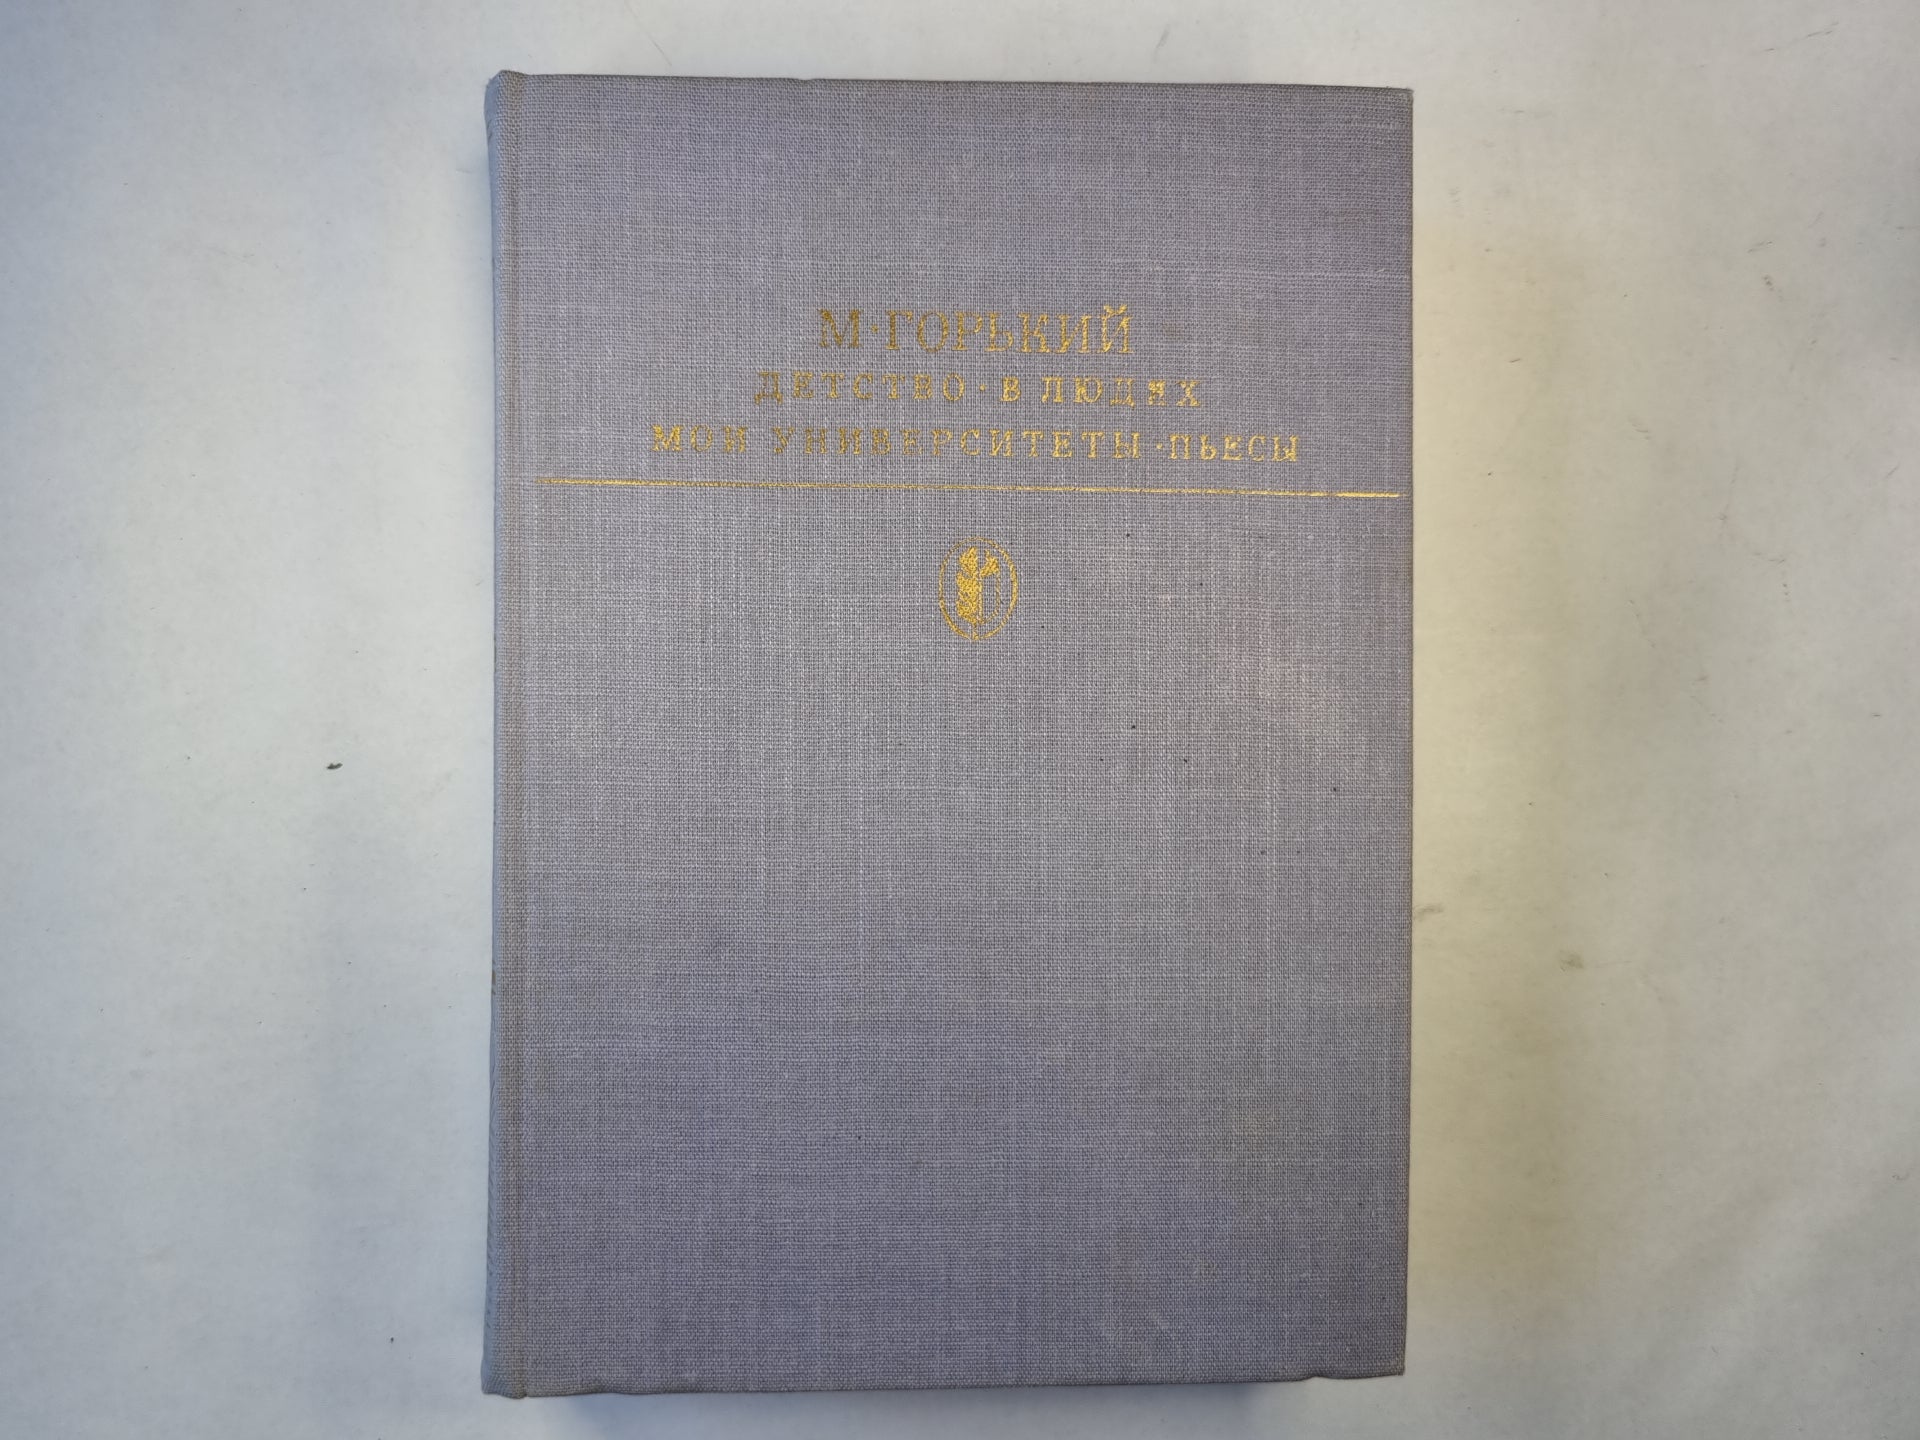 М·ГОРЬКИЙ
ДЕТСТВО·В ЛЮДЯХ
МОИ УНИВЕРСИТЕТЫ·ПЬЕСЫ